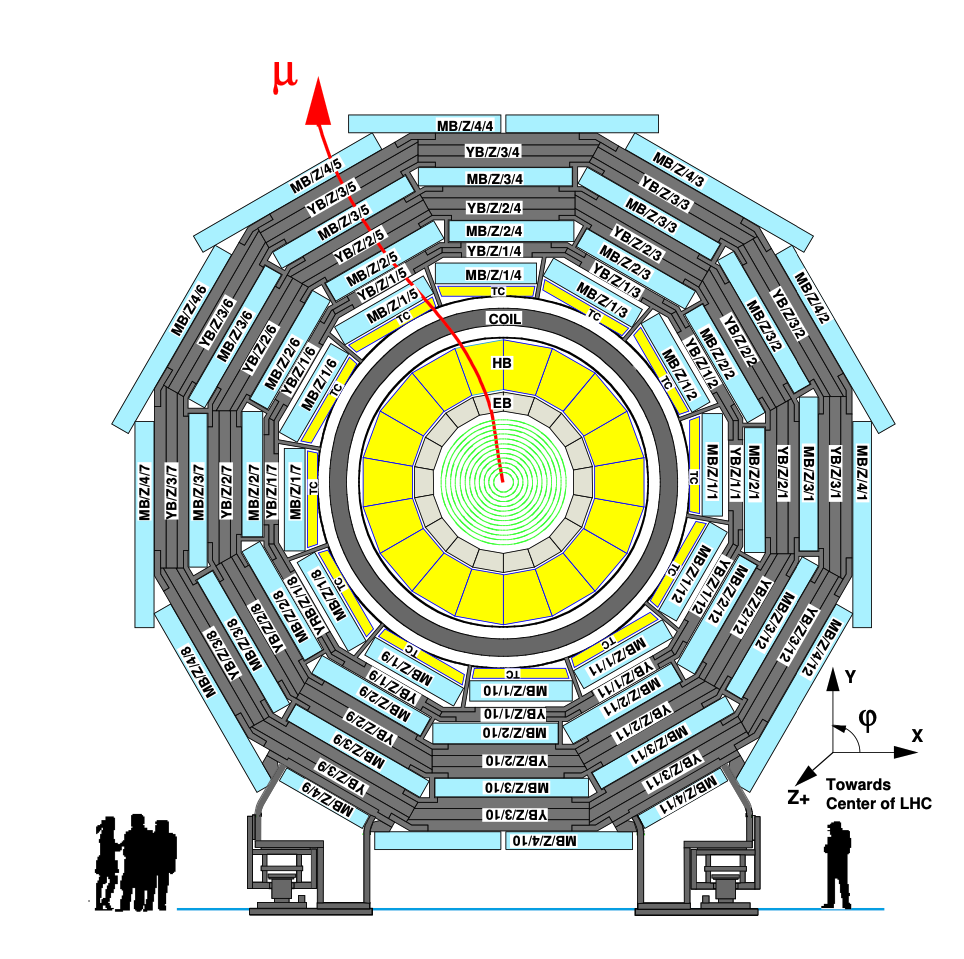 μ
MB/Z/4/4
YB/Z/3/4
MB/Z/3/4
YB/Z/2/4
MB/Z/2/4
YB/Z/1/4
MB/Z/1/4
TC
COIL
HB
EB
MB/Z/4/5
YB/Z/3/5
MB/Z/3/5
YB/Z/2/5
MB/Z/2/5
YB/Z/1/5
MB/Z/1/5
TC
MB/Z/4/3
YB/Z/3/3
MB/Z/3/3
YB/Z/2/3
MB/Z/2/3
YB/Z/1/3
MB/Z/1/3
TC
MB/Z/4/6
YB/Z/3/6
MB/Z/3/6
YB/Z/2/6
MB/Z/2/6
YB/Z/1/6
MB/Z/1/6
TC
MB/Z/4/2
YB/Z/3/2
MB/Z/3/2
YB/Z/2/2
MB/Z/2/2
YB/Z/1/2
MB/Z/1/2
TC
MB/Z/4/7
YB/Z/3/7
MB/Z/3/7
YB/Z/2/7
MB/Z/2/7
YB/Z/1/7
MB/Z/1/7
TC
TC
MB/Z/1/1
YB/Z/1/1
MB/Z/2/1
YB/Z/2/1
MB/Z/3/1
YB/Z/3/1
MB/Z/4/1
MB/Z/4/8
YB/Z/3/8
MB/Z/3/8
YB/Z/2/8
MB/Z/2/8
YRB/Z/1/8
MB/Z/1/8
TC
TC
MB/Z/1/12
YB/Z/1/12
MB/Z/2/12
YB/Z/2/12
MB/Z/3/12
YB/Z/3/12
MB/Z/4/12
TC
MB/Z/1/9
YB/Z/1/9
MB/Z/2/9
YB/Z/2/9
MB/Z/3/9
YB/Z/3/9
MB/Z/4/9
TC
MB/Z/1/11
YB/Z/1/11
MB/Z/2/11
YB/Z/2/11
MB/Z/3/11
YB/Z/3/11
MB/Z/4/11
TC
MB/Z/1/10
YB/Z/1/10
MB/Z/2/10
YB/Z/2/10
MB/Z/3/10
YB/Z/3/10
MB/Z/4/10
Y
φ
X
Z+
Towards
Center of LHC